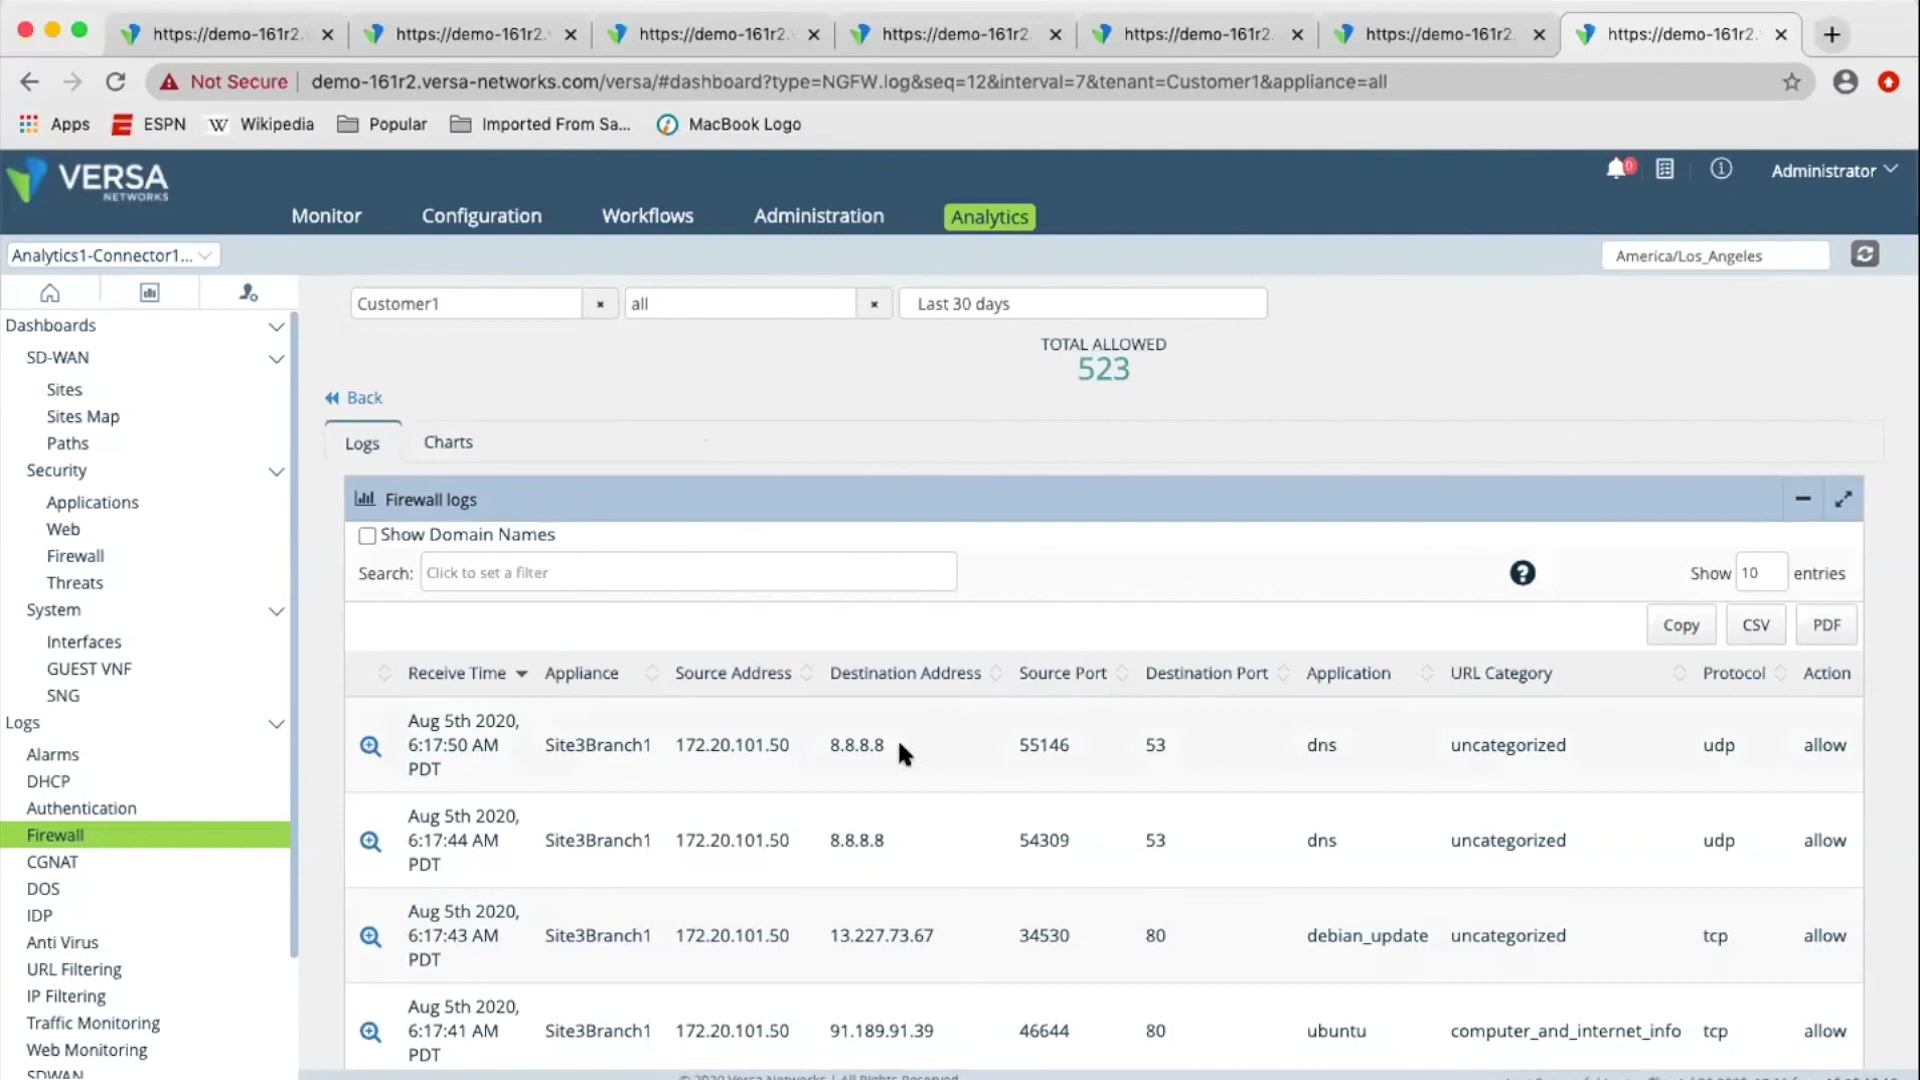 https://demo-161r2. https://demo-161r2. https://demo-161r2. https://demo-161r2. https://demo-161r2. https://demo-161r2. https://demo-161r2.
Not Secure demo-161r2.versa-networks.com/versa/#dashboard?type=NGFW.log&seq=12&interval=7&tenant=Customer1&appliance=all
Apps ESPN W Wikipedia Popular Imported From Sa... MacBook Logo
VERSA
NETWORKS
0 Administrator
Monitor Configuration Workflows Administration Analytics
Analytics1-Connector1... America/Los_Angeles
Customer1 × all × Last 30 days
TOTAL ALLOWED
523
Back
Logs Charts
Firewall logs
Show Domain Names
Search: Click to set a filter ? Show 10 entries
Copy CSV PDF
Receive Time Appliance Source Address Destination Address Source Port Destination Port Application URL Category Protocol Action
Aug 5th 2020,
6:17:50 AM Site3Branch1 172.20.101.50 8.8.8.8 55146 53 dns uncategorized udp allow
PDT
Aug 5th 2020,
6:17:44 AM Site3Branch1 172.20.101.50 8.8.8.8 54309 53 dns uncategorized udp allow
PDT
Aug 5th 2020,
6:17:43 AM Site3Branch1 172.20.101.50 13.227.73.67 34530 80 debian_update uncategorized tcp allow
PDT
Aug 5th 2020,
6:17:41 AM Site3Branch1 172.20.101.50 91.189.91.39 46644 80 ubuntu computer_and_internet_info tcp allow
PDT
Dashboards
SD-WAN
Sites
Sites Map
Paths
Security
Applications
Web
Firewall
Threats
System
Interfaces
GUEST VNF
SNG
Logs
Alarms
DHCP
Authentication
Firewall
CGNAT
DOS
IDP
Anti Virus
URL Filtering
IP Filtering
Traffic Monitoring
Web Monitoring
SDWAN
© 2020 Versa Networks | All Rights Reserved